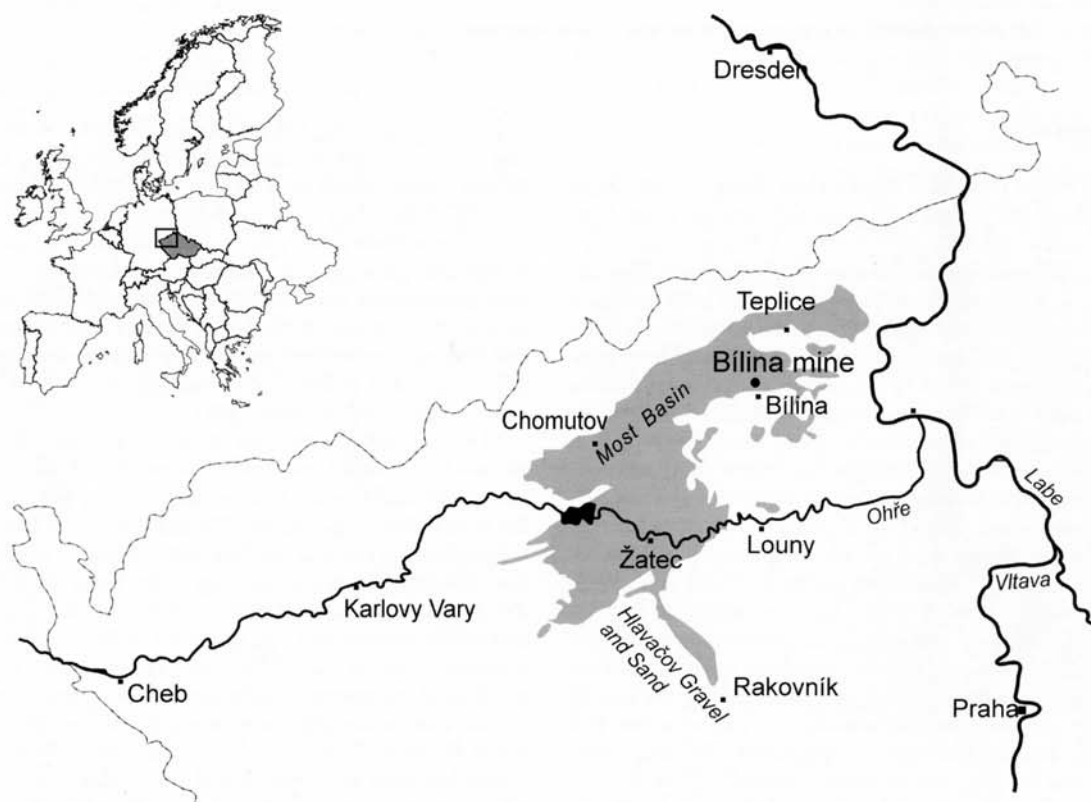 Dresden
Teplice
Bílina mine
Bílina
Chomutov
Most Basin
Labe
Ohře
Louny
Žatec
Vltava
Karlovy Vary
Hlavačov Gravel
and Sand
Cheb
Rakovník
Praha